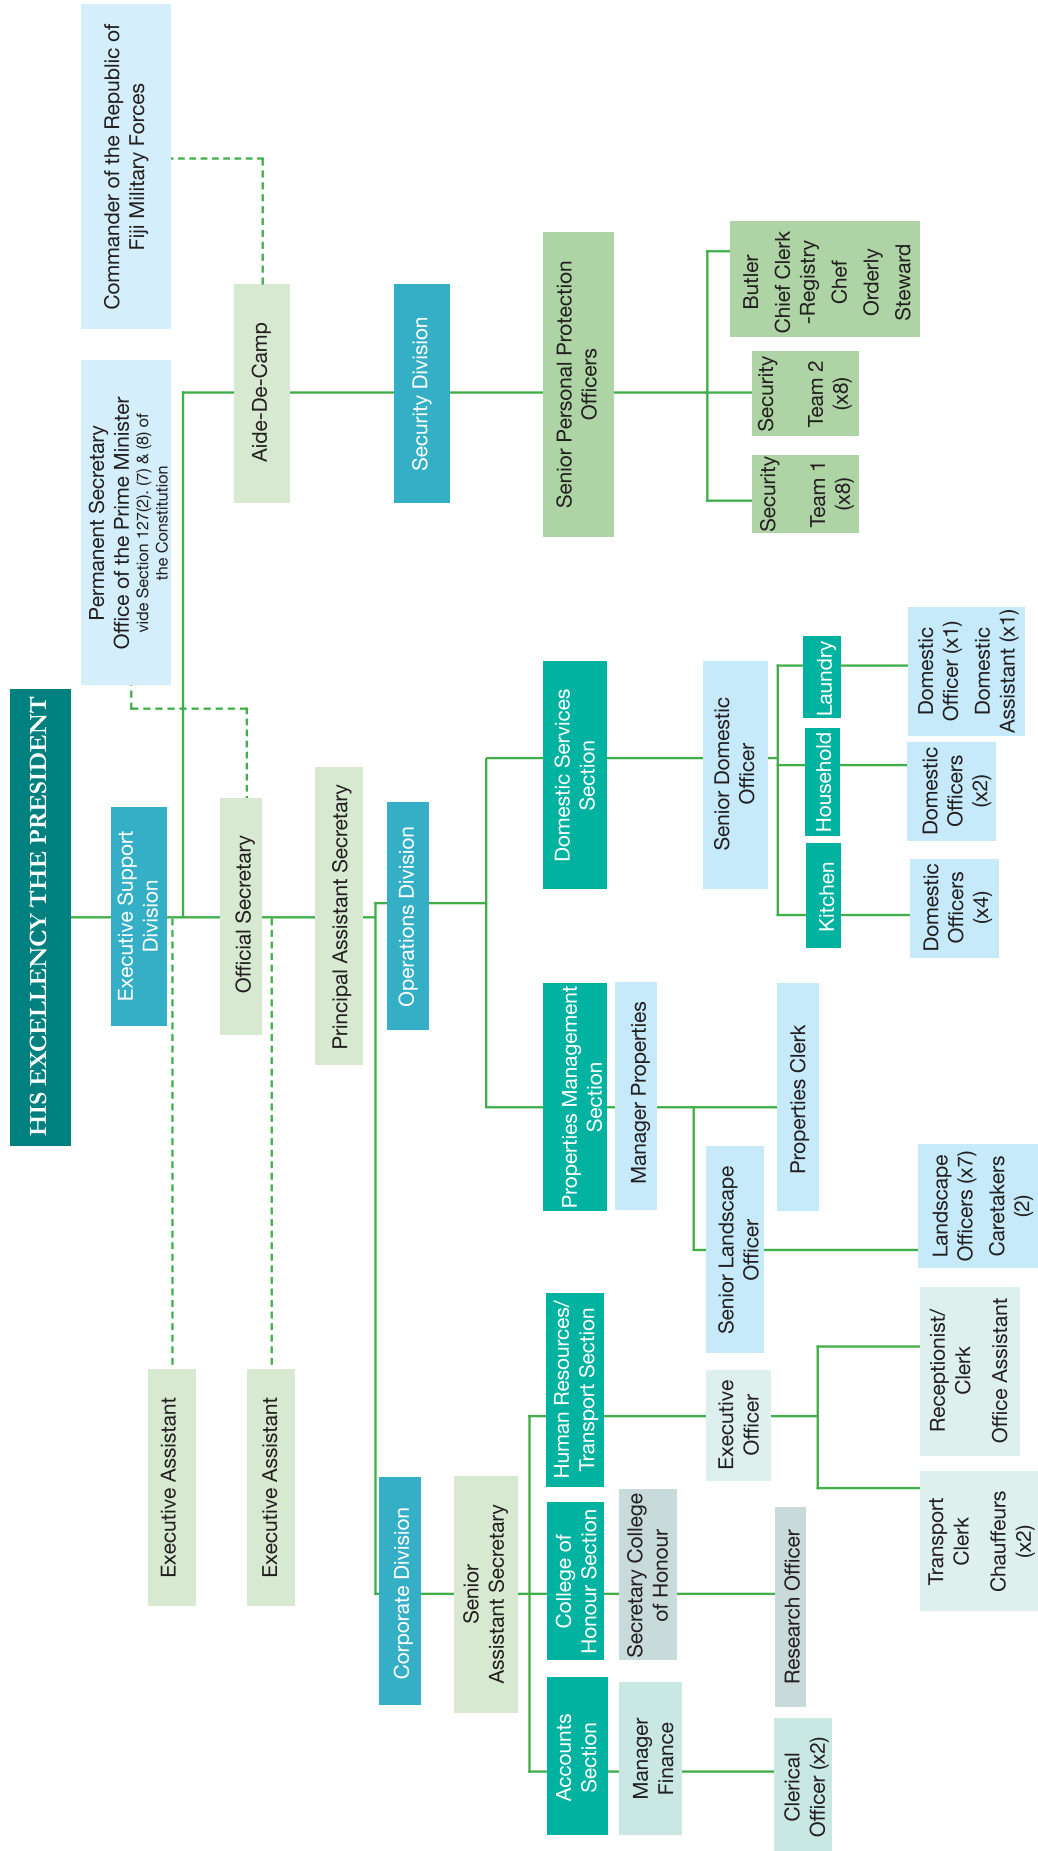 HIS EXCELLENCY THE PRESIDENT
Executive Support
Division
Permanent Secretary
Office of the Prime Minister
vide Section 127(2). (7) & (8) of
the Constitution
Commander of the Republic of
Fiji Military Forces
Executive Assistant
Official Secretary
Aide-De-Camp
Executive Assistant
Principal Assistant Secretary
Corporate Division
Operations Division
Security Division
Senior
Assistant Secretary
Accounts
Section
College of
Honour Section
Human Resources/
Transport Section
Properties Management
Section
Domestic Services
Section
Senior Personal Protection
Officers
Manager
Finance
Secretary College
of Honour
Manager Properties
Executive
Officer
Senior Landscape
Officer
Senior Domestic
Officer
Clerical
Officer (x2)
Research Officer
Properties Clerk
Kitchen
Household
Laundry
Security
Team 1
(x8)
Security
Team 2
(x8)
Butler
Chief Clerk
-Registry
Chef
Orderly
Steward
Transport
Clerk
Chauffeurs
(x2)
Receptionist/
Clerk
Office Assistant
Landscape
Officers (x7)
Caretakers
(2)
Domestic
Officers
(x4)
Domestic
Officers
(x2)
Domestic
Officer (x1)
Domestic
Assistant (x1)